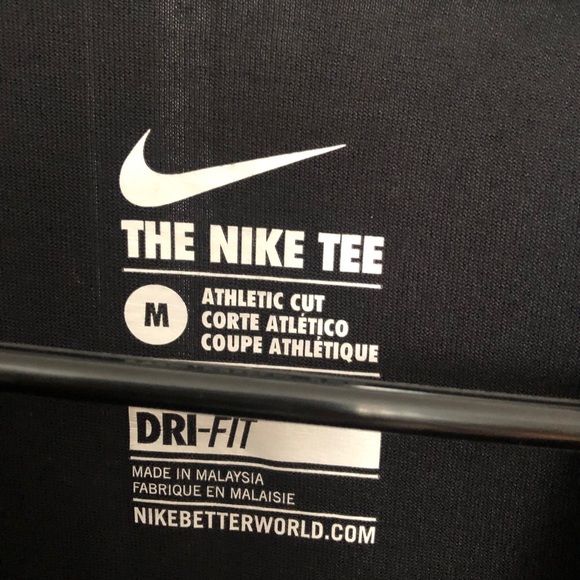 THE NIKE TEE
M
ATHLETIC CUT
CORTE ATLÉTICO
COUPE ATHLÉTIQUE
DRI-FIT
MADE IN MALAYSIA
FABRIQUE EN MALAISIE
NIKEBETTERWORLD.COM